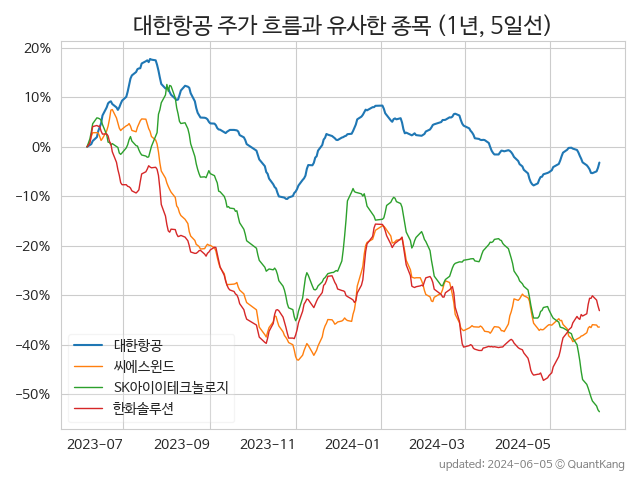 대한항공 주가 흐름과 유사한 종목 (1년, 5일선)
20%
10%
0%
−10%
−20%
−30%
−40%
−50%
대한항공
씨에스윈드
SK아이이테크놀로지
한화솔루션
2023-07 2023-09 2023-11 2024-01 2024-03 2024-05
updated: 2024-06-05 © QuantKang